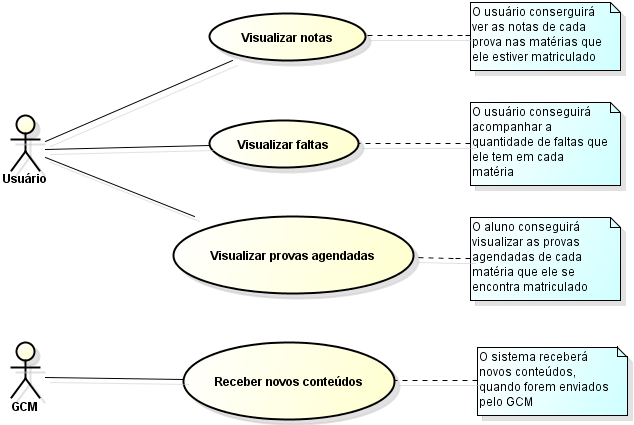 Visualizar notas
O usuário conserguirá
ver as notas de cada
prova nas matérias que
ele estiver matriculado
Usuário
Visualizar faltas
O usuário conseguirá
acompanhar a
quantidade de faltas que
ele tem em cada
matéria
Visualizar provas agendadas
O aluno conseguirá
visualizar as provas
agendadas de cada
matéria que ele se
encontra matriculado
GCM
Receber novos conteúdos
O sistema receberá
novos conteúdos,
quando forem enviados
pelo GCM